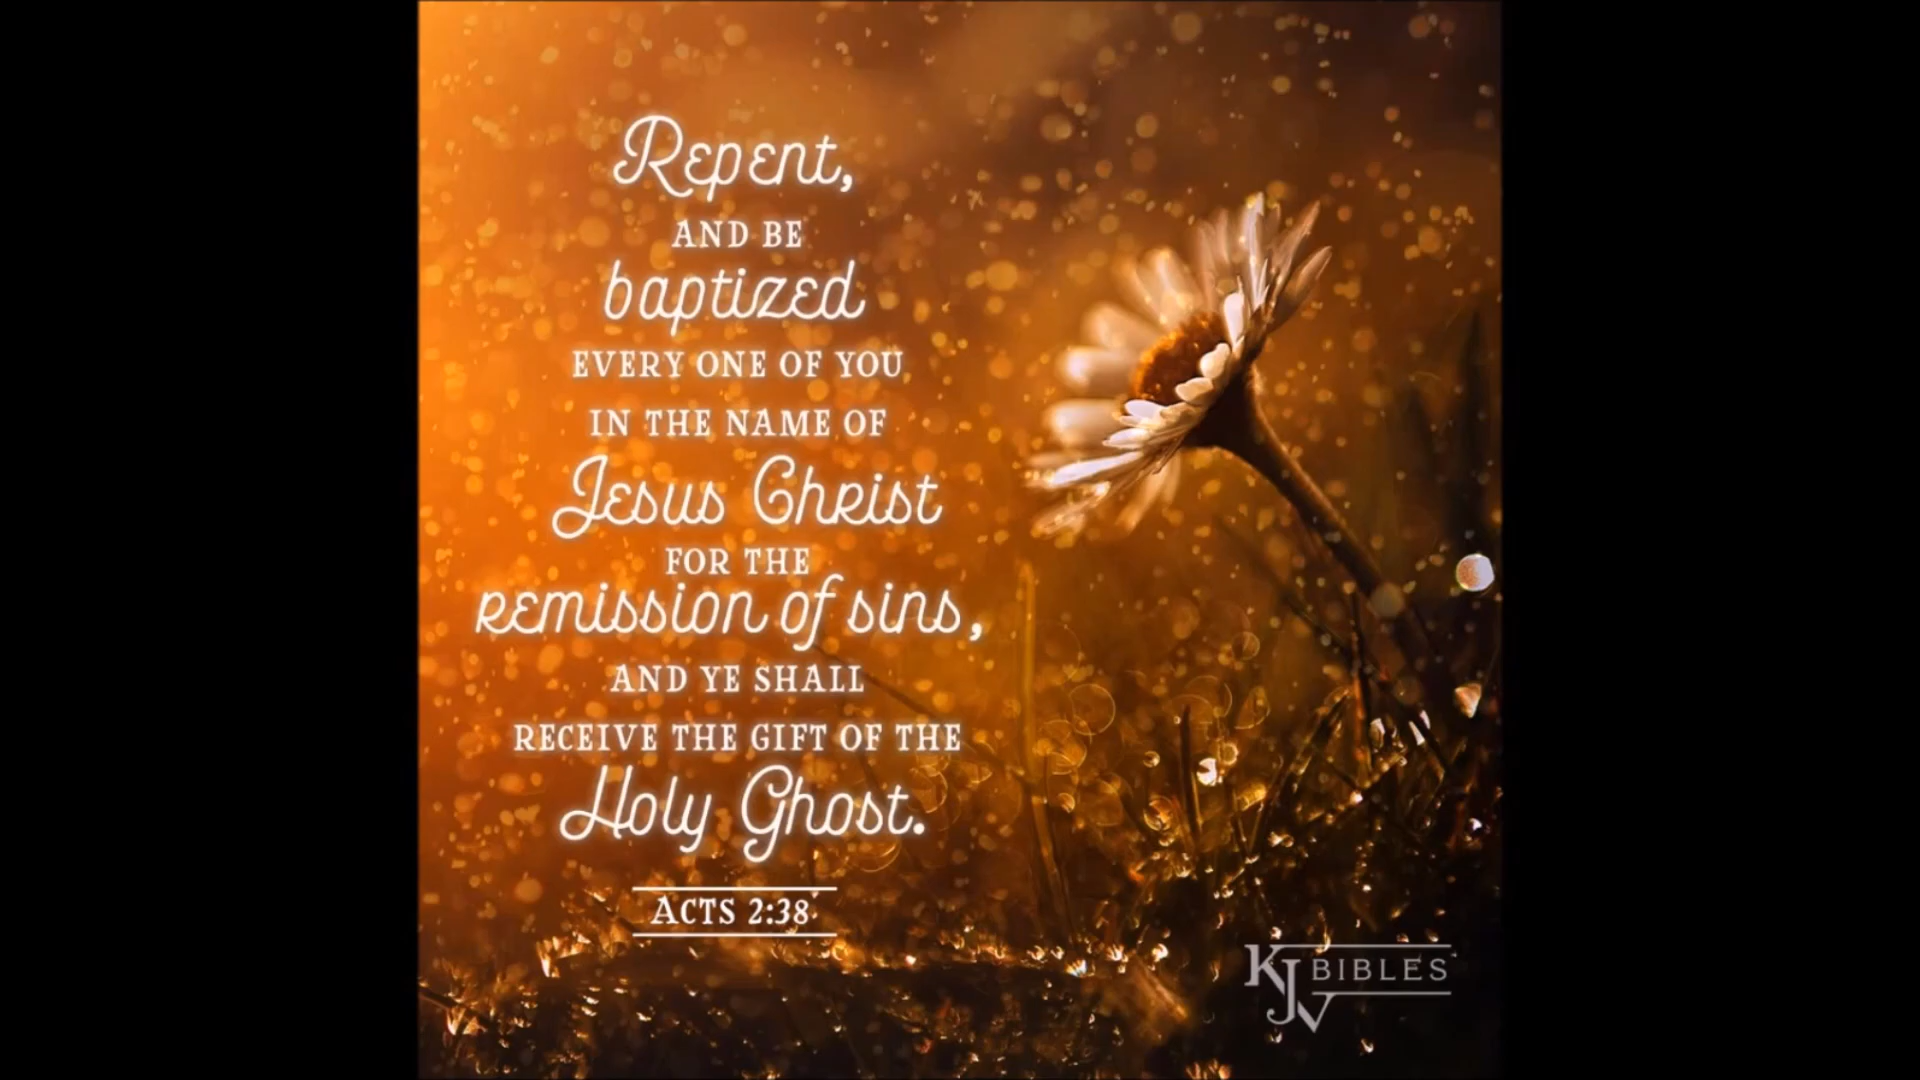 Repent,
AND BE
baptized
EVERY ONE OF YOU
IN THE NAME OF
Jesus Christ
FOR THE
remission of sins,
AND YE SHALL
RECEIVE THE GIFT OF THE
Holy Ghost.
ACTS 2:38
KJV BIBLES